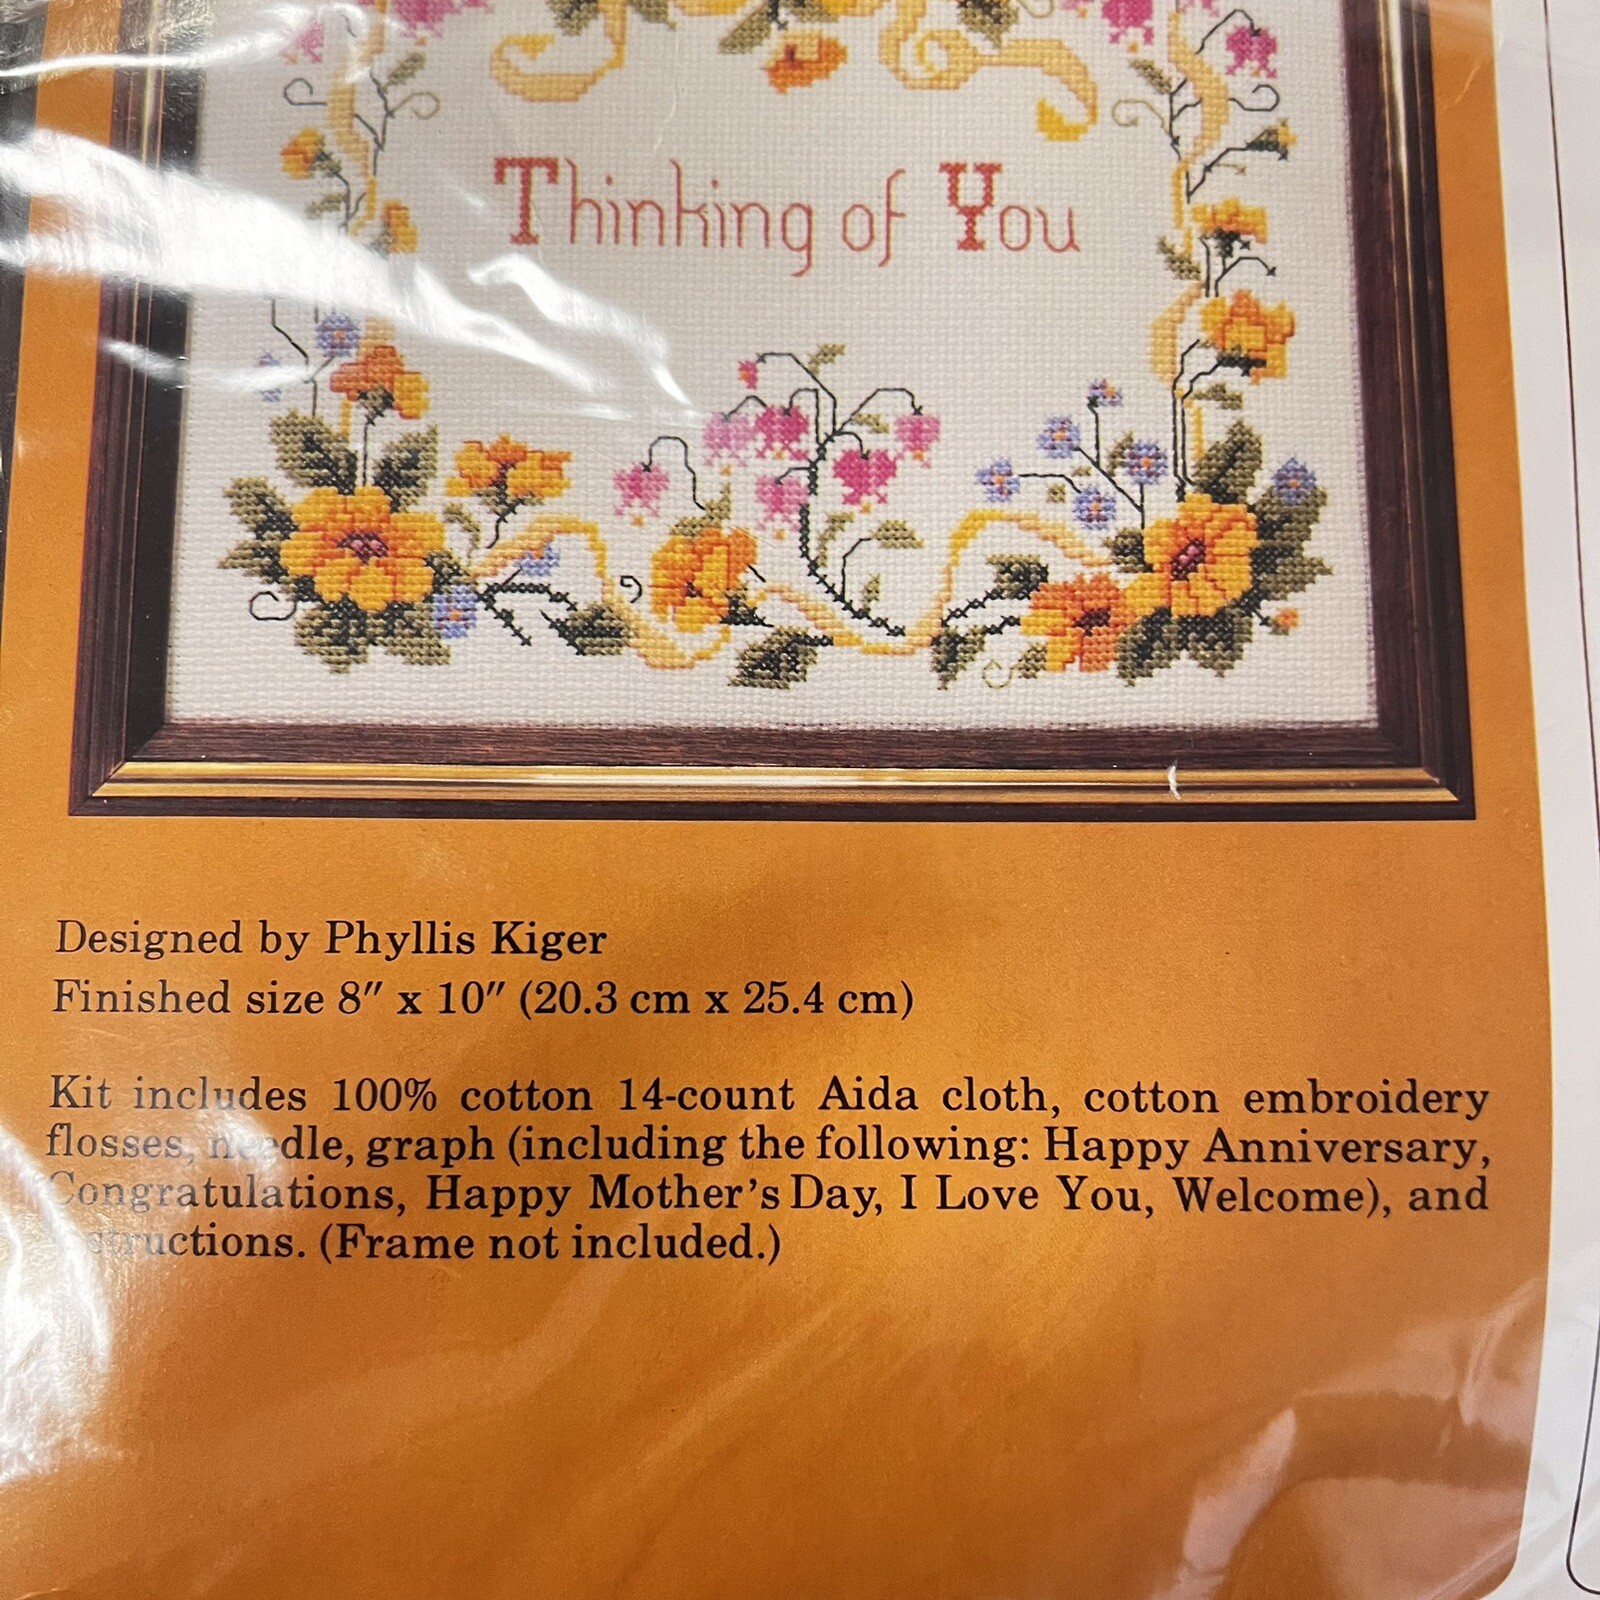 Thinking of You
Designed by Phyllis Kiger
Finished size 8" x 10" (20.3 cm x 25.4 cm)
Kit includes 100% cotton 14-count Aida cloth, cotton embroidery
flosses, needle, graph (including the following: Happy Anniversary,
Congratulations, Happy Mother's Day, I Love You, Welcome), and
instructions. (Frame not included.)